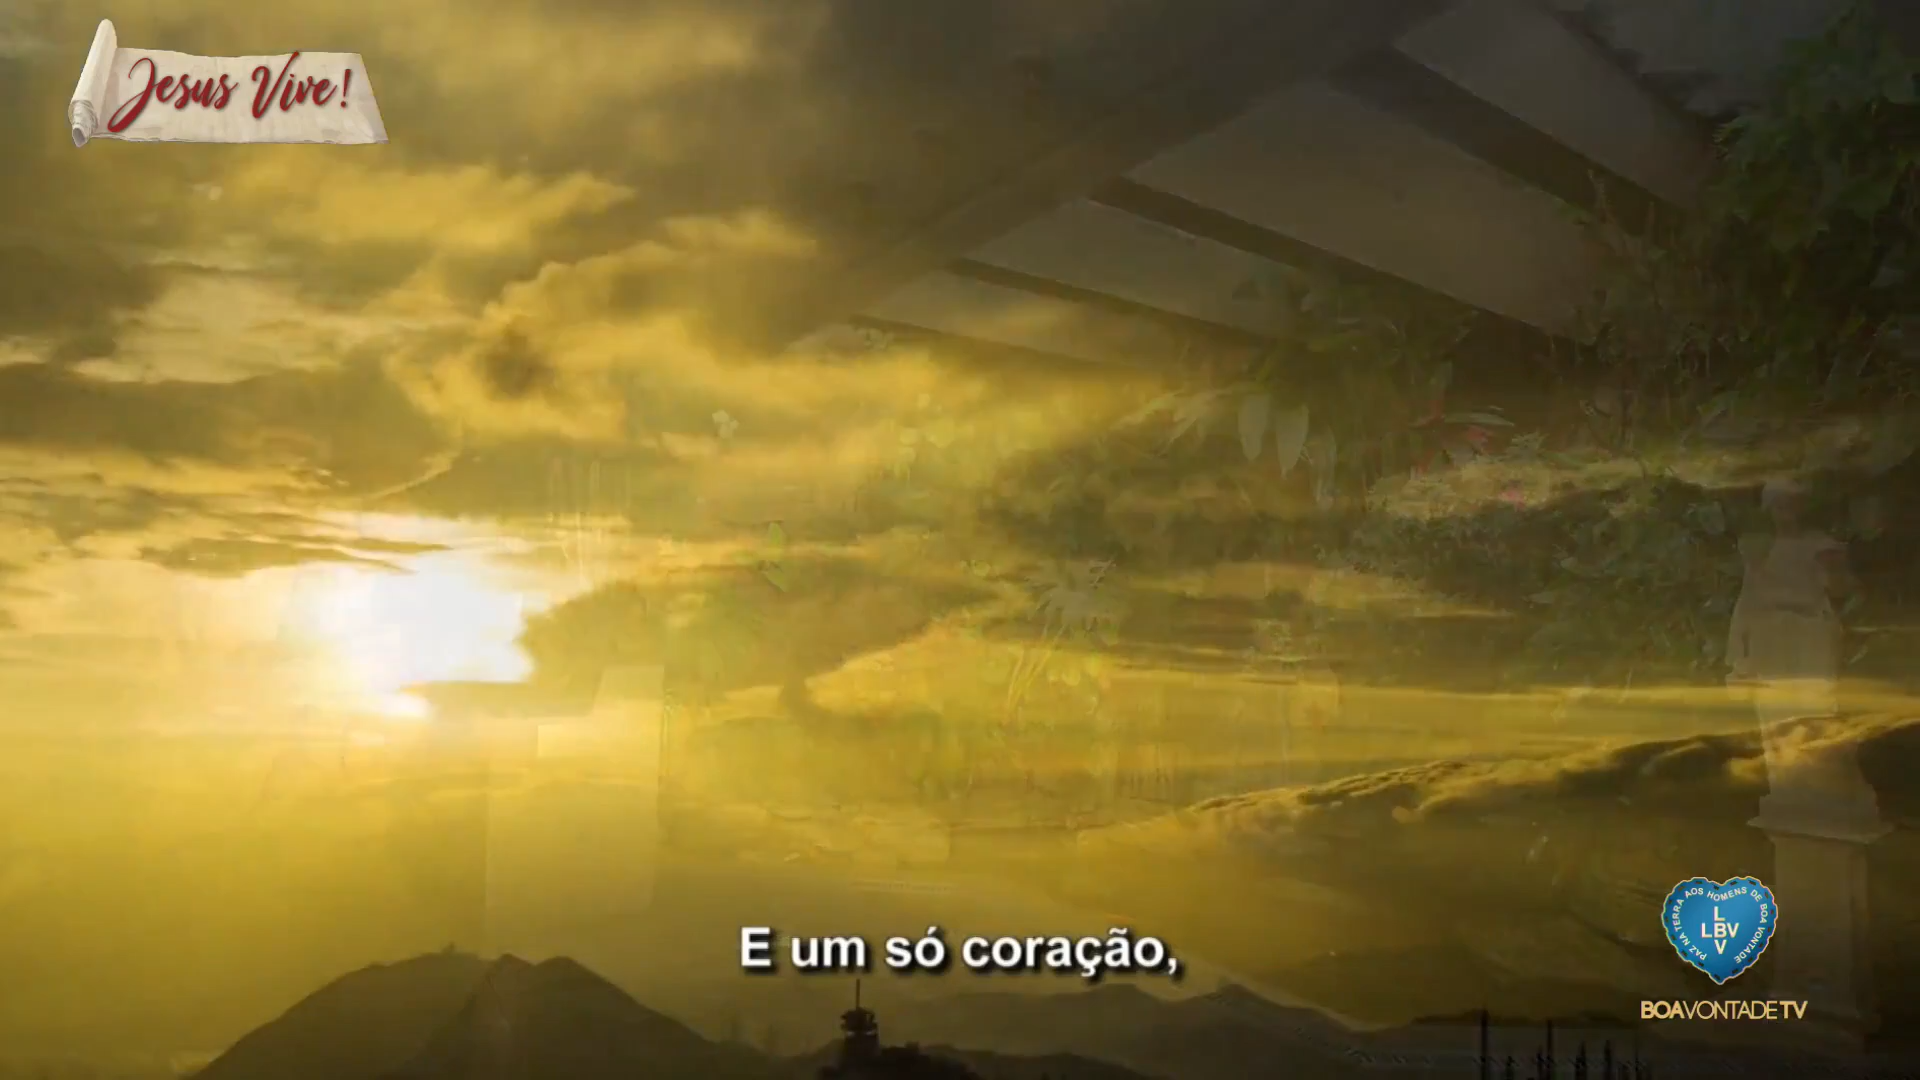 Jesus Vive!
E um só coração,
PAZ NA TERRA AOS HOMENS DE BOA VONTADE
L
LBV
V
BOAVONTADETV